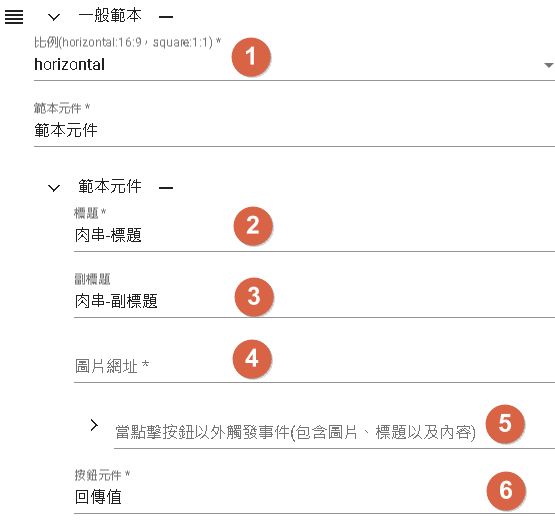 一般範本
比例(horizontal:16:9，square:1:1) *
horizontal
1
範本元件 *
範本元件
範本元件
標題 *
肉串-標題
2
副標題
肉串-副標題
3
圖片網址 *
4
當點擊按鈕以外觸發事件(包含圖片、標題以及內容)
5
按鈕元件 *
回傳值
6